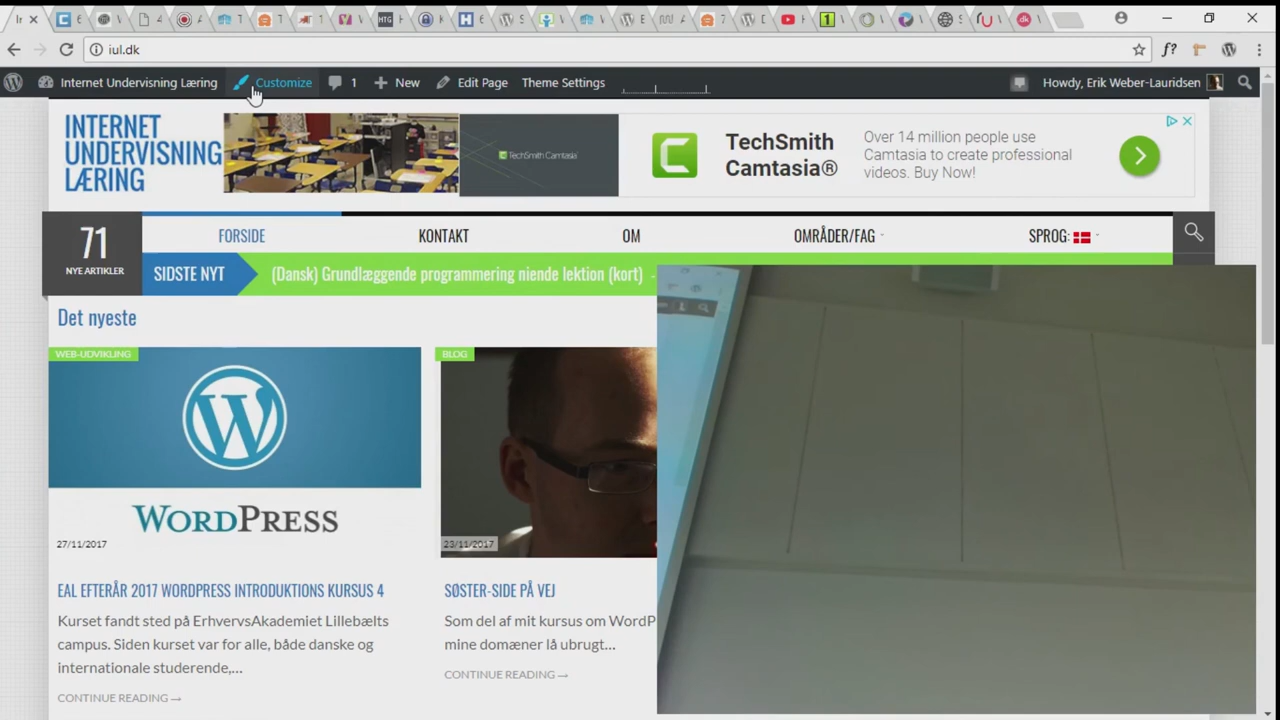 iul.dk
f?
Internet Undervisning Læring
Customize
1
New
Edit Page
Theme Settings
Howdy, Erik Weber-Lauridsen
INTERNET
UNDERVISNING
LÆRING
TechSmith Camtasia
TechSmith
Camtasia®
Over 14 million people use
Camtasia to create professional
videos. Buy Now!
71
NYE ARTIKLER
FORSIDE
KONTAKT
OM
OMRÅDER/FAG
SPROG:
SIDSTE NYT
(Dansk) Grundlæggende programmering niende lektion (kort)
Det nyeste
WEB-UDVIKLING
WORDPRESS
27/11/2017
EAL EFTERÅR 2017 WORDPRESS INTRODUKTIONS KURSUS 4
Kurset fandt sted på ErhvervsAkademiet Lillebælts
campus. Siden kurset var for alle, både danske og
internationale studerende,...
CONTINUE READING →
BLOG
23/11/2017
SØSTER-SIDE PÅ VEJ
Som del af mit kursus om WordP
mine domæner lå ubrugt...
CONTINUE READING →